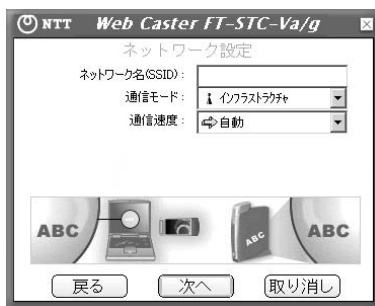 NTT Web Caster FT-STC-Va/g
ネットワーク設定
ネットワーク名(SSID):
通信モード: インフラストラクチャ
通信速度: 自動
ABC ABC ABC
戻る 次へ 取り消し